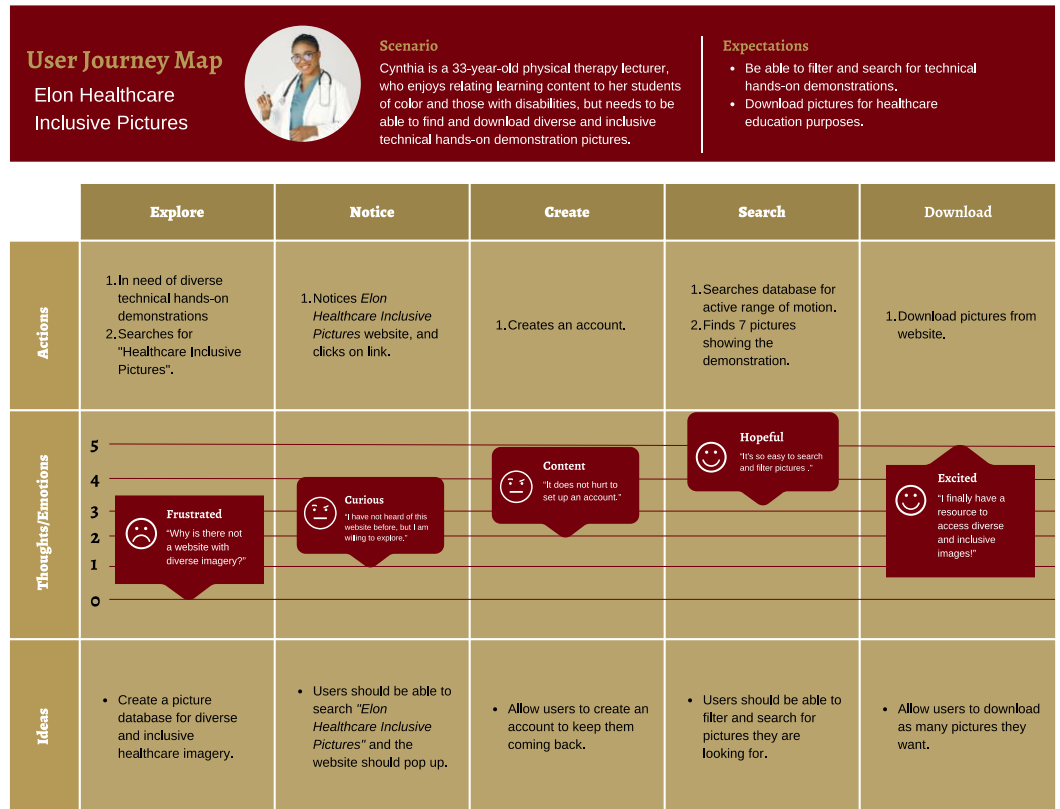 User Journey Map
Elon Healthcare
Inclusive Pictures
Scenario
Cynthia is a 33-year-old physical therapy lecturer,
who enjoys relating learning content to her students
of color and those with disabilities, but needs to be
able to find and download diverse and inclusive
technical hands-on demonstration pictures.
Expectations
• Be able to filter and search for technical
hands-on demonstrations.
• Download pictures for healthcare
education purposes.
Explore
Notice
Create
Search
Download
Actions
1. In need of diverse
technical hands-on
demonstrations
2. Searches for
"Healthcare Inclusive
Pictures".
1. Notices Elon
Healthcare Inclusive
Pictures website, and
clicks on link.
1. Creates an account.
1. Searches database for
active range of motion.
2. Finds 7 pictures
showing the
demonstration.
1. Download pictures from
website.
Thoughts/Emotions
5
4
3
2
1
0
Frustrated
“Why is there not
a website with
diverse imagery?”
Curious
“I have not heard of this
website before, but I am
willing to explore.”
Content
“It does not hurt to
set up an account.”
Hopeful
“It's so easy to search
and filter pictures .”
Excited
“I finally have a
resource to
access diverse
and inclusive
images!”
Ideas
• Create a picture
database for diverse
and inclusive
healthcare imagery.
• Users should be able to
search "Elon
Healthcare Inclusive
Pictures" and the
website should pop up.
• Allow users to create an
account to keep them
coming back.
• Users should be able to
filter and search for
pictures they are
looking for.
• Allow users to download
as many pictures they
want.